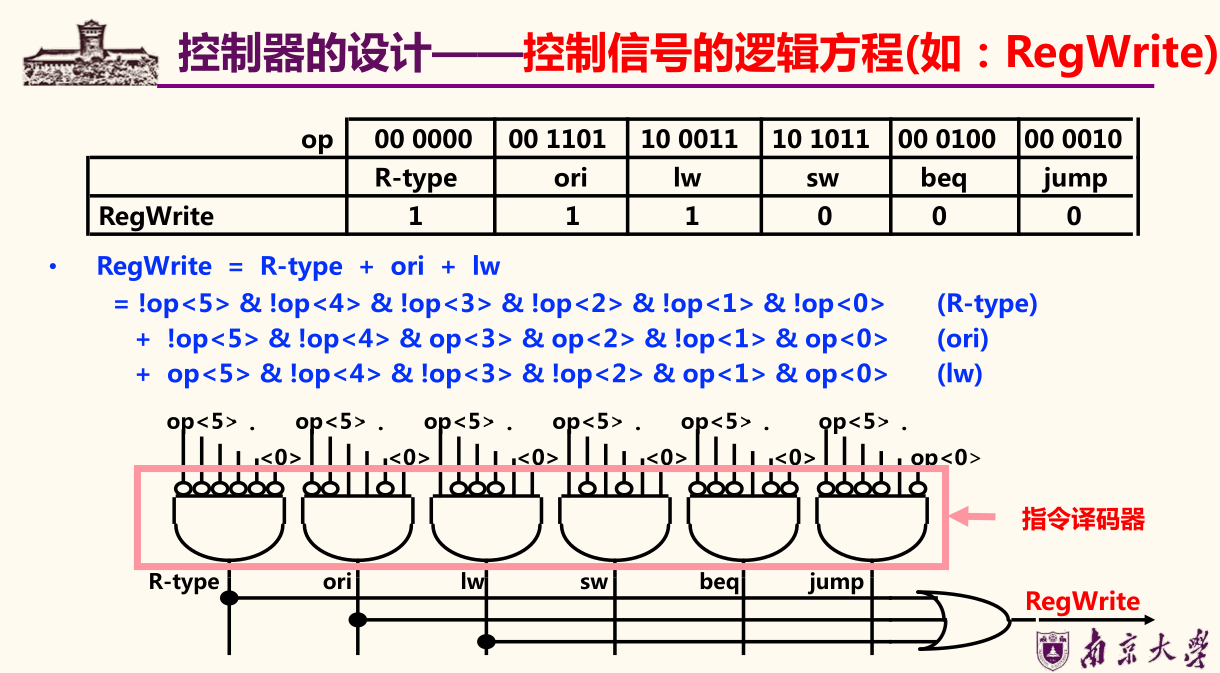 控制器的设计——控制信号的逻辑方程(如：RegWrite)
op 00 0000 00 1101 10 0011 10 1011 00 0100 00 0010
R-type ori lw sw beq jump
RegWrite 1 1 1 0 0 0
• RegWrite = R-type + ori + lw
= !op<5> & !op<4> & !op<3> & !op<2> & !op<1> & !op<0> (R-type)
+ !op<5> & !op<4> & op<3> & op<2> & !op<1> & op<0> (ori)
+ op<5> & !op<4> & !op<3> & !op<2> & op<1> & op<0> (lw)
op<5> . op<5> . op<5> . op<5> . op<5> . op<5> .
<0> <0> <0> <0> <0> op<0>
指令译码器
R-type ori lw sw beq jump
RegWrite
南京大学